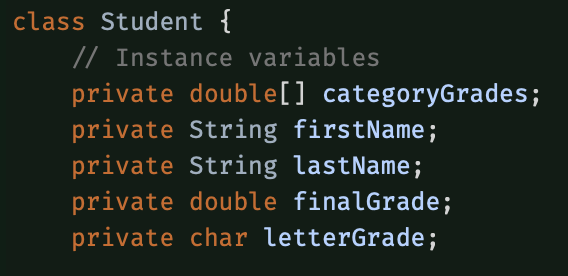 class Student {
    // Instance variables
    private double[] categoryGrades;
    private String firstName;
    private String lastName;
    private double finalGrade;
    private char letterGrade;